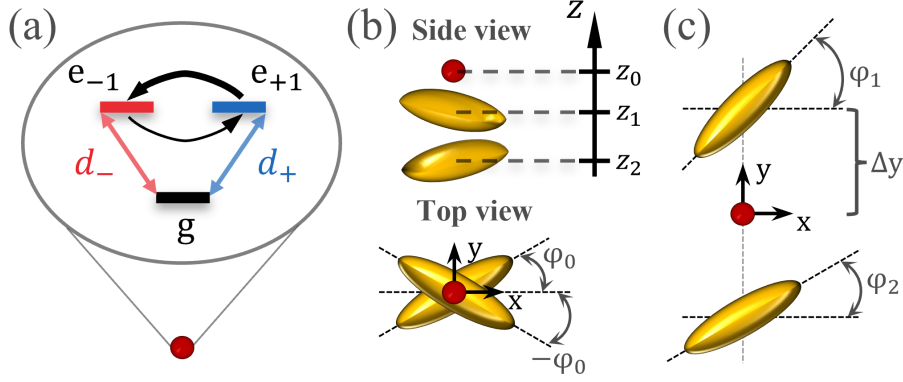 (a)
e₋₁
e₊₁
d₋
d₊
g
(b)
Side view
z
z₀
z₁
z₂
Top view
y
x
φ₀
−φ₀
(c)
φ₁
Δy
y
x
φ₂